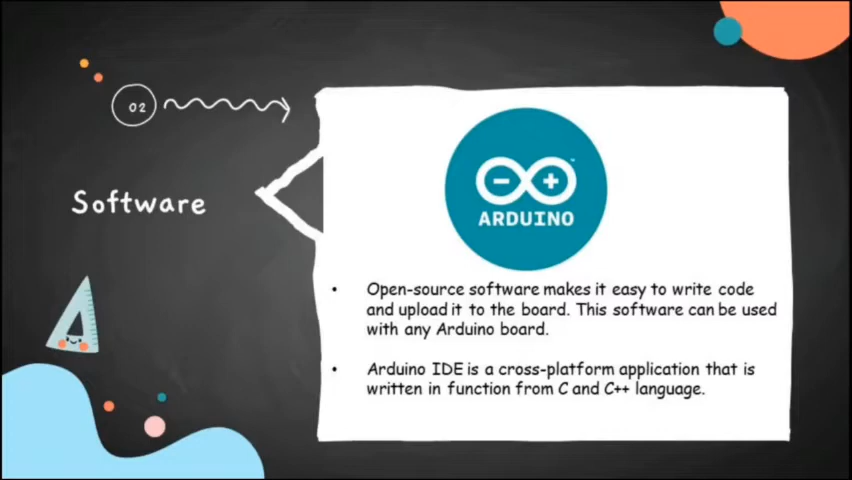 02
Software
ARDUINO
• Open-source software makes it easy to write code
and upload it to the board. This software can be used
with any Arduino board.
• Arduino IDE is a cross-platform application that is
written in function from C and C++ language.